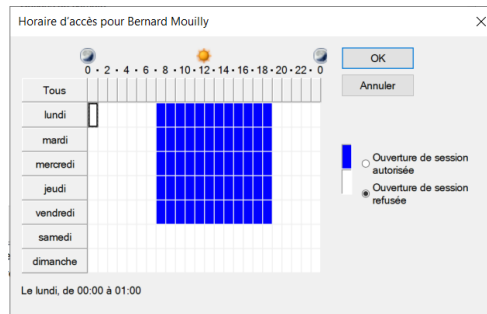 Horaire d'accès pour Bernard Mouilly
0 · 2 · 4 · 6 · 8 · 10 · 12 · 14 · 16 · 18 · 20 · 22 · 0
OK
Annuler
Tous
lundi
mardi
mercredi
jeudi
vendredi
samedi
dimanche
Ouverture de session
autorisée
Ouverture de session
refusée
Le lundi, de 00:00 à 01:00